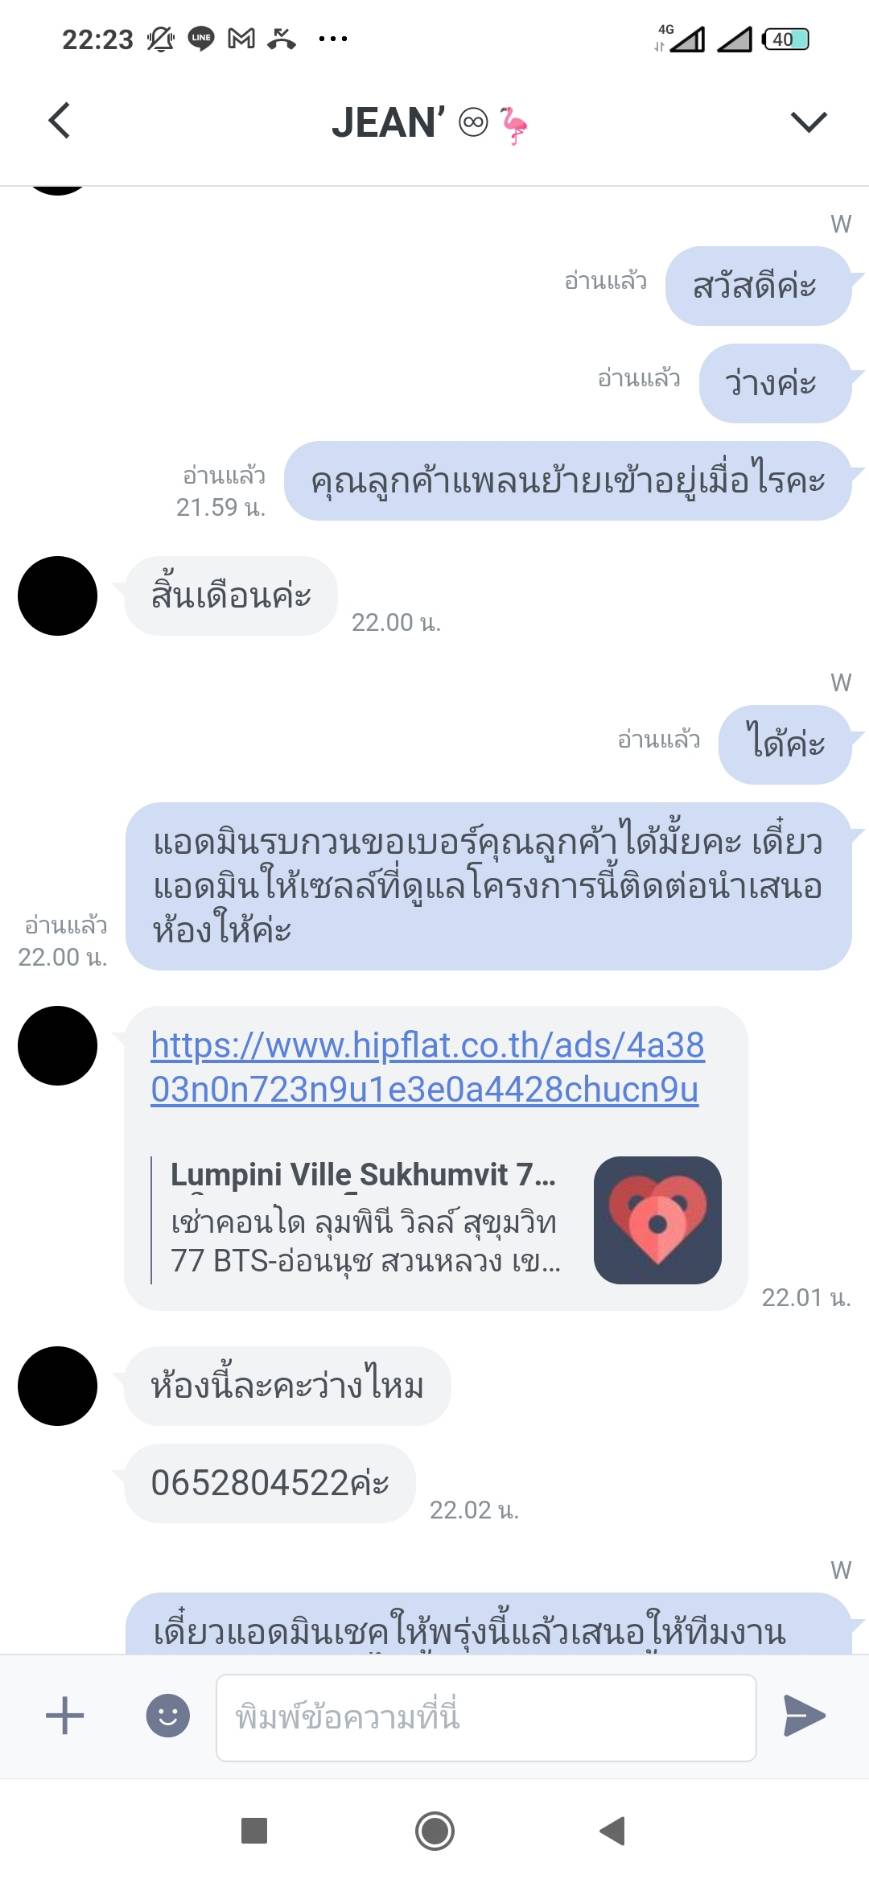 22:23 LINE 4G 40
JEAN’ ♾🦩
W
อ่านแล้ว สวัสดีค่ะ
อ่านแล้ว ว่างค่ะ
อ่านแล้ว คุณลูกค้าแพลนย้ายเข้าอยู่เมื่อไรคะ
21.59 น.
สิ้นเดือนค่ะ
22.00 น.
W
อ่านแล้ว ได้ค่ะ
แอดมินรบกวนขอเบอร์คุณลูกค้าได้มั้ยคะ เดี๋ยว
แอดมินให้เซลล์ที่ดูแลโครงการนี้ติดต่อนำเสนอ
ห้องให้ค่ะ
อ่านแล้ว
22.00 น.
https://www.hipflat.co.th/ads/4a38
03n0n723n9u1e3e0a4428chucn9u
Lumpini Ville Sukhumvit 7...
เช่าคอนโด ลุมพินี วิลล์ สุขุมวิท
77 BTS-อ่อนนุช สวนหลวง เข...
22.01 น.
ห้องนี้ละคะว่างไหม
0652804522ค่ะ
22.02 น.
W
เดี๋ยวแอดมินเชคให้พรุ่งนี้แล้วเสนอให้ทีมงาน
พิมพ์ข้อความที่นี่